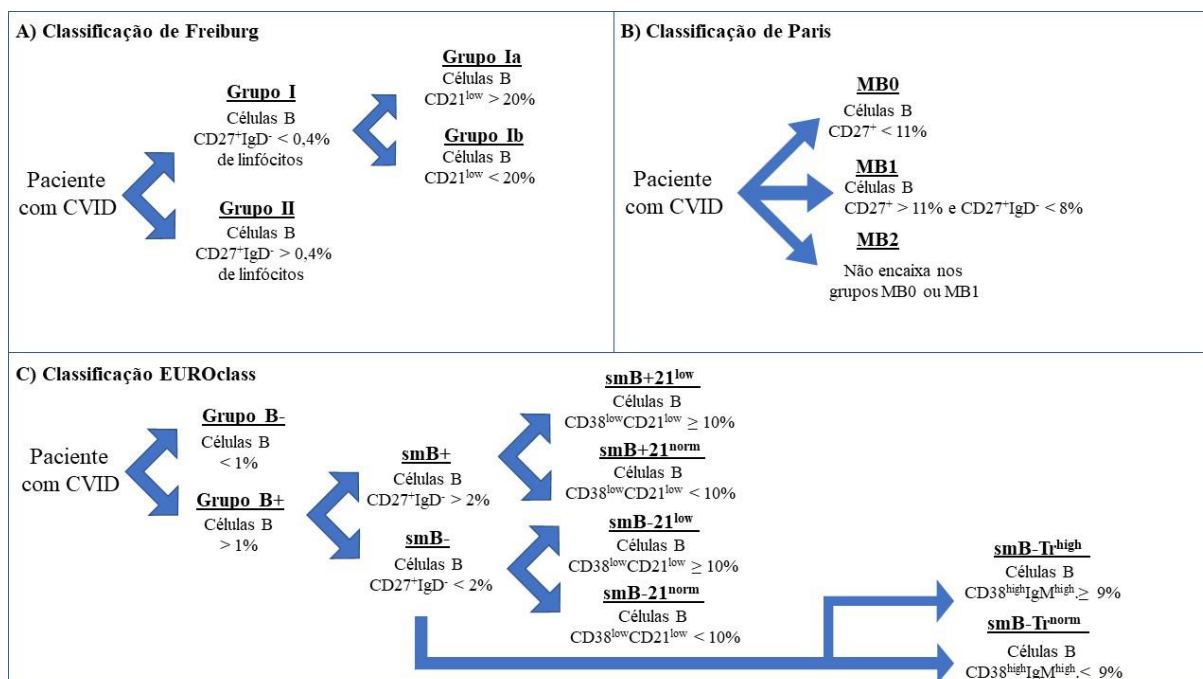 A) Classificação de Freiburg
Paciente
com CVID
Grupo I
Células B
CD27⁺IgD⁻ < 0,4%
de linfócitos
Grupo II
Células B
CD27⁺IgD⁻ > 0,4%
de linfócitos
Grupo Ia
Células B
CD21ˡᵒʷ > 20%
Grupo Ib
Células B
CD21ˡᵒʷ < 20%
B) Classificação de Paris
Paciente
com CVID
MB0
Células B
CD27⁺ < 11%
MB1
Células B
CD27⁺ > 11% e CD27⁺IgD⁻ < 8%
MB2
Não encaixa nos
grupos MB0 ou MB1
C) Classificação EUROclass
Paciente
com CVID
Grupo B-
Células B
< 1%
Grupo B+
Células B
> 1%
smB+
Células B
CD27⁺IgD⁻ > 2%
smB-
Células B
CD27⁺IgD⁻ < 2%
smB+21ˡᵒʷ
Células B
CD38ˡᵒʷCD21ˡᵒʷ ≥ 10%
smB+21ⁿᵒʳᵐ
Células B
CD38ˡᵒʷCD21ˡᵒʷ < 10%
smB-21ˡᵒʷ
Células B
CD38ˡᵒʷCD21ˡᵒʷ ≥ 10%
smB-21ⁿᵒʳᵐ
Células B
CD38ˡᵒʷCD21ˡᵒʷ < 10%
smB-Trʰⁱᵍʰ
Células B
CD38ʰⁱᵍʰIgMʰⁱᵍʰ.≥ 9%
smB-Trⁿᵒʳᵐ
Células B
CD38ʰⁱᵍʰIgMʰⁱᵍʰ.< 9%